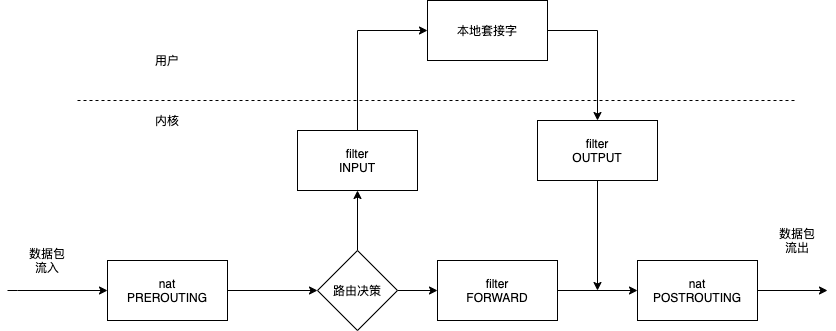 本地套接字
用户
内核
filter
INPUT
filter
OUTPUT
数据包
流入
nat
PREROUTING
路由决策
filter
FORWARD
nat
POSTROUTING
数据包
流出